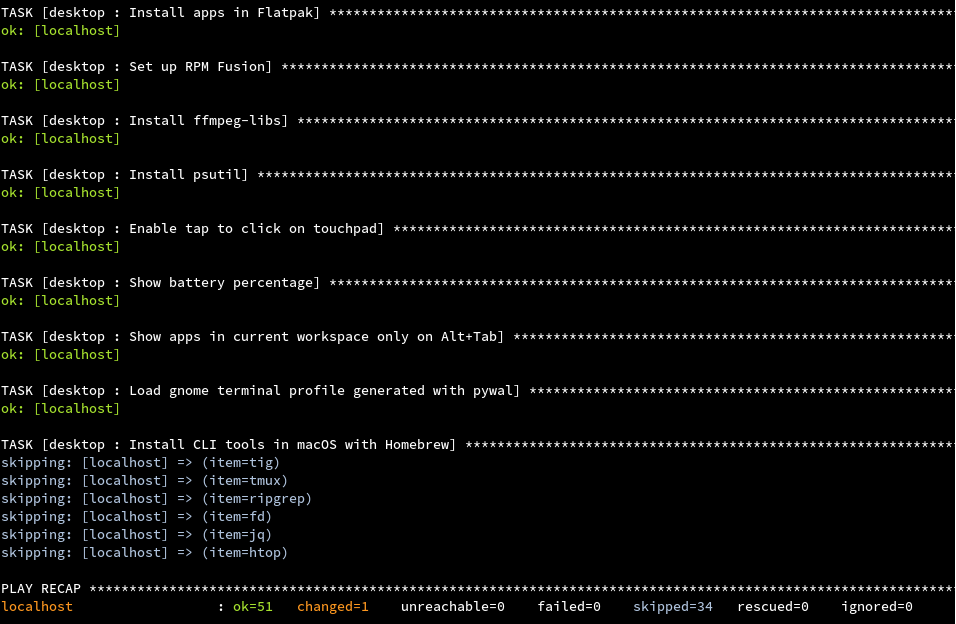 TASK [desktop : Install apps in Flatpak] ******************************************************************************
ok: [localhost]
TASK [desktop : Set up RPM Fusion] ************************************************************************************
ok: [localhost]
TASK [desktop : Install ffmpeg-libs] **********************************************************************************
ok: [localhost]
TASK [desktop : Install psutil] ***************************************************************************************
ok: [localhost]
TASK [desktop : Enable tap to click on touchpad] **********************************************************************
ok: [localhost]
TASK [desktop : Show battery percentage] ******************************************************************************
ok: [localhost]
TASK [desktop : Show apps in current workspace only on Alt+Tab] *******************************************************
ok: [localhost]
TASK [desktop : Load gnome terminal profile generated with pywal] *****************************************************
ok: [localhost]
TASK [desktop : Install CLI tools in macOS with Homebrew] *************************************************************
skipping: [localhost] => (item=tig)
skipping: [localhost] => (item=tmux)
skipping: [localhost] => (item=ripgrep)
skipping: [localhost] => (item=fd)
skipping: [localhost] => (item=jq)
skipping: [localhost] => (item=htop)
PLAY RECAP ************************************************************************************************************
localhost                  : ok=51   changed=1    unreachable=0    failed=0    skipped=34   rescued=0    ignored=0